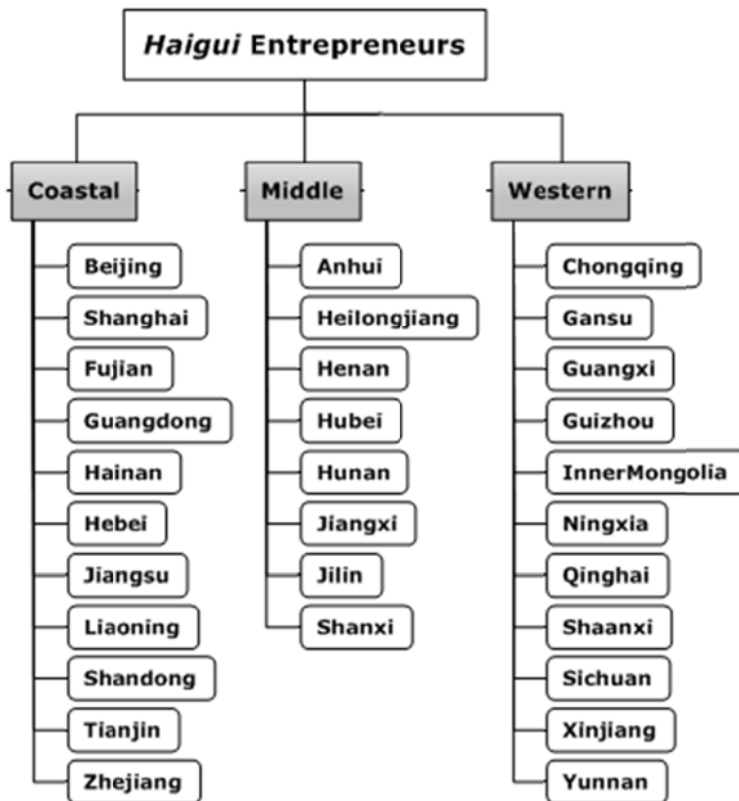 Haigui Entrepreneurs
Coastal
Beijing
Shanghai
Fujian
Guangdong
Hainan
Hebei
Jiangsu
Liaoning
Shandong
Tianjin
Zhejiang
Middle
Anhui
Heilongjiang
Henan
Hubei
Hunan
Jiangxi
Jilin
Shanxi
Western
Chongqing
Gansu
Guangxi
Guizhou
InnerMongolia
Ningxia
Qinghai
Shaanxi
Sichuan
Xinjiang
Yunnan